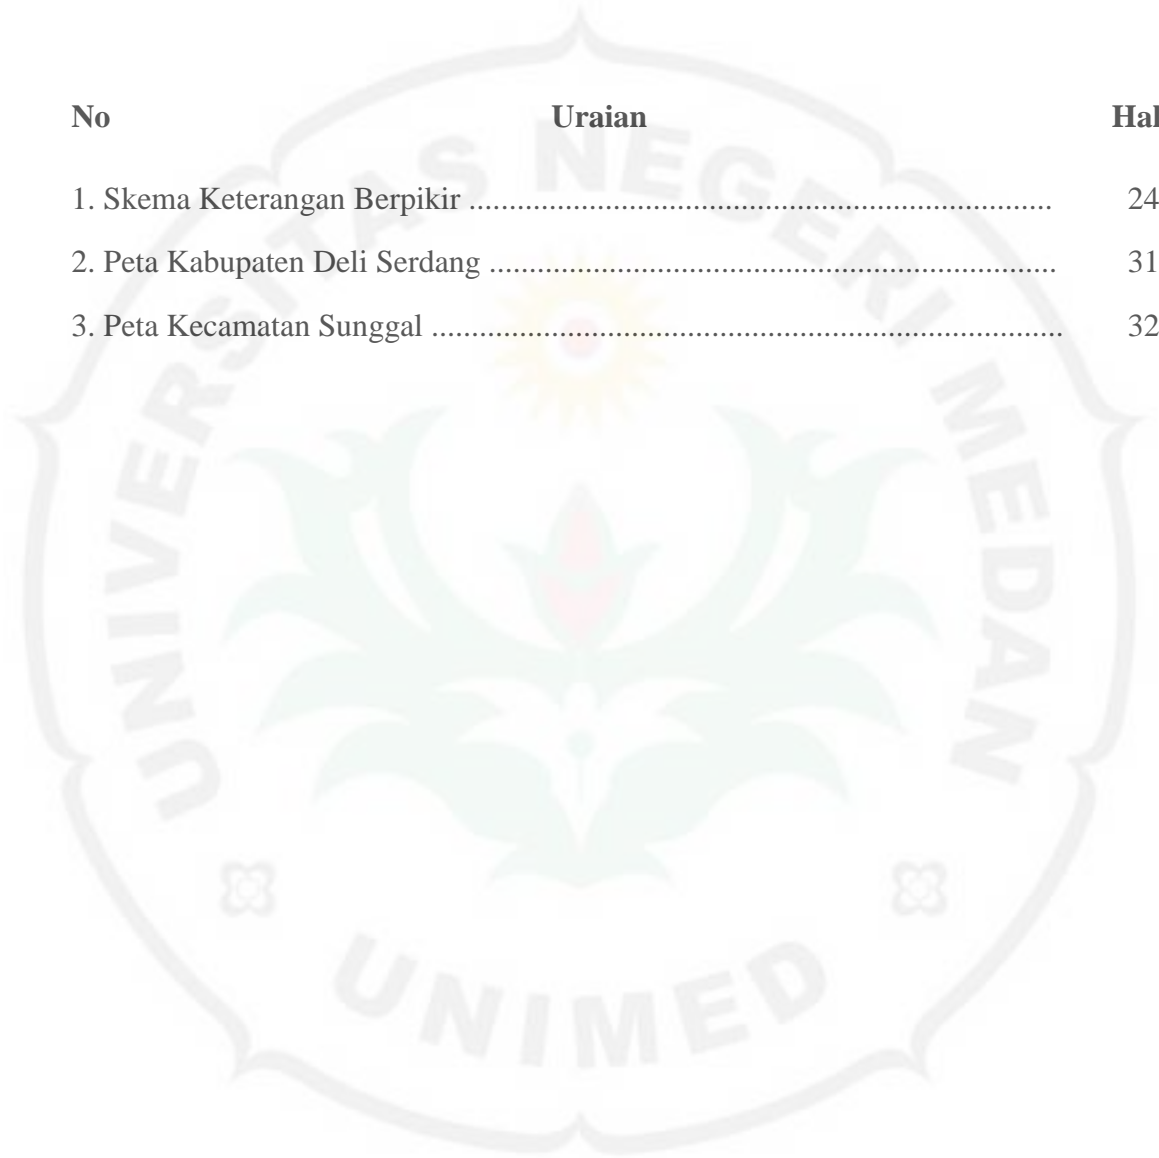 No Uraian Hal
1. Skema Keterangan Berpikir ........................................................................ 24
2. Peta Kabupaten Deli Serdang ...................................................................... 31
3. Peta Kecamatan Sunggal .............................................................................. 32
UNIVERSITAS NEGERI MEDAN
UNIMED